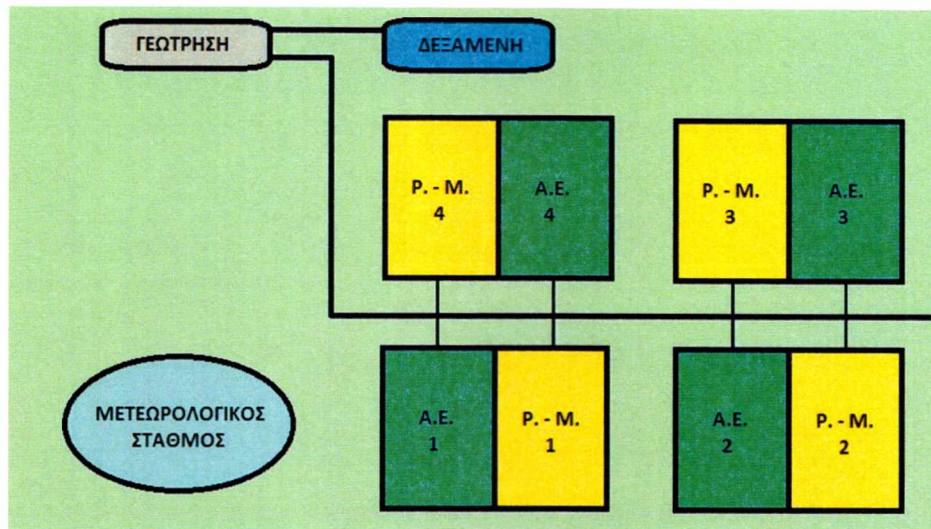 ΓΕΩΤΡΗΣΗ
ΔΕΞΑΜΕΝΗ
P. - M.
4
A.E.
4
P. - M.
3
A.E.
3
ΜΕΤΕΩΡΟΛΟΓΙΚΟΣ
ΣΤΑΘΜΟΣ
A.E.
1
P. - M.
1
A.E.
2
P. - M.
2